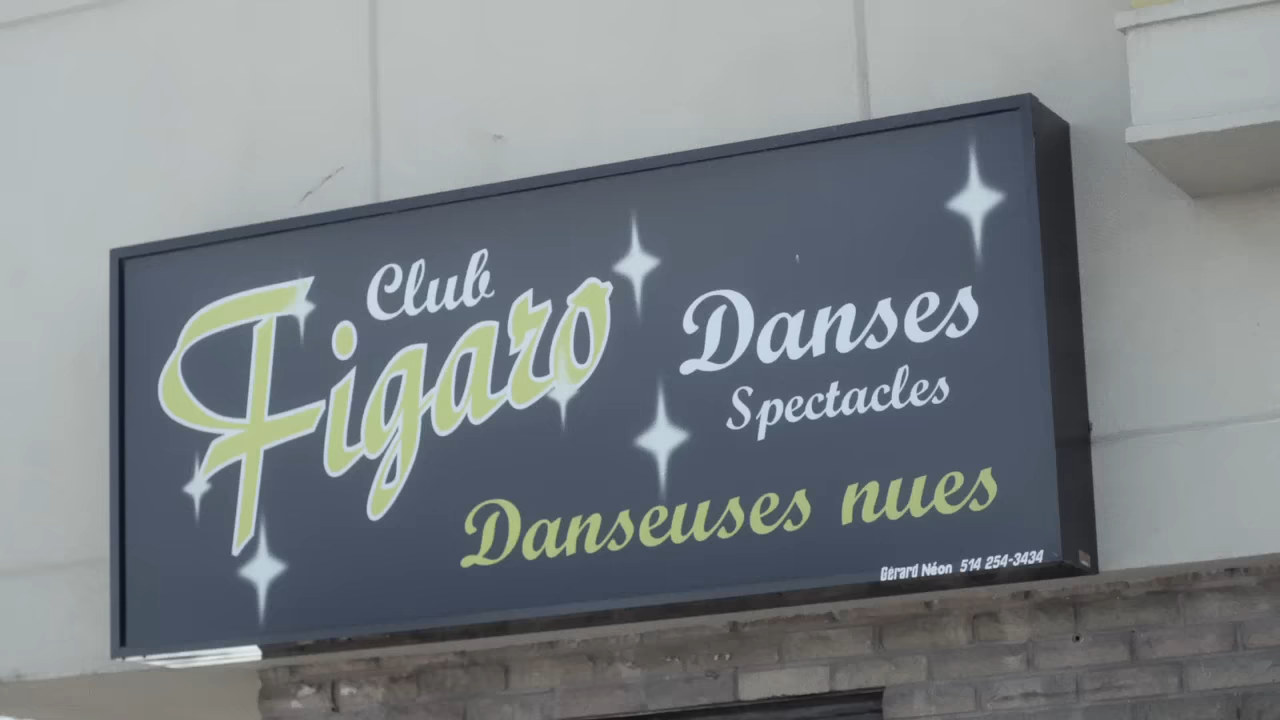 Club
Figaro
Danses
Spectacles
Danseuses nues
Gérard Néon 514 254-3434